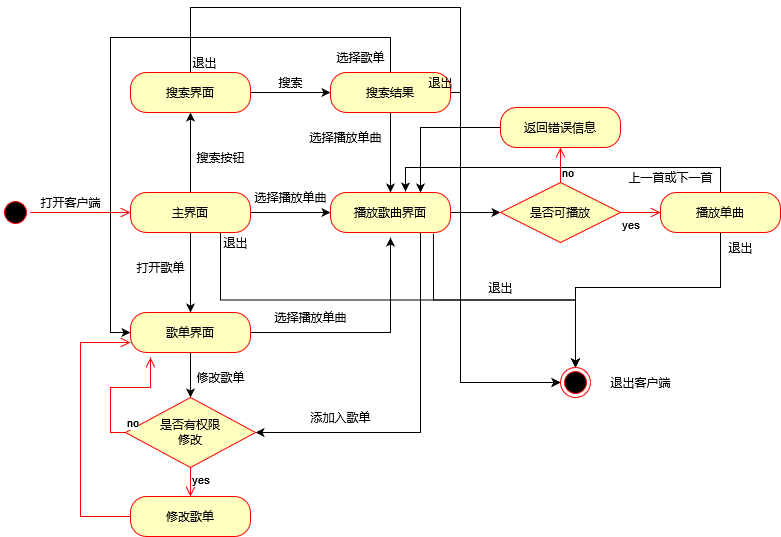 选择歌单
退出
搜索界面
搜索
搜索结果
退出
返回错误信息
选择播放单曲
搜索按钮
no
上一首或下一首
打开客户端
主界面
选择播放单曲
播放歌曲界面
是否可播放
yes
播放单曲
退出
退出
打开歌单
退出
歌单界面
选择播放单曲
修改歌单
退出客户端
no
是否有权限
修改
添加入歌单
yes
修改歌单